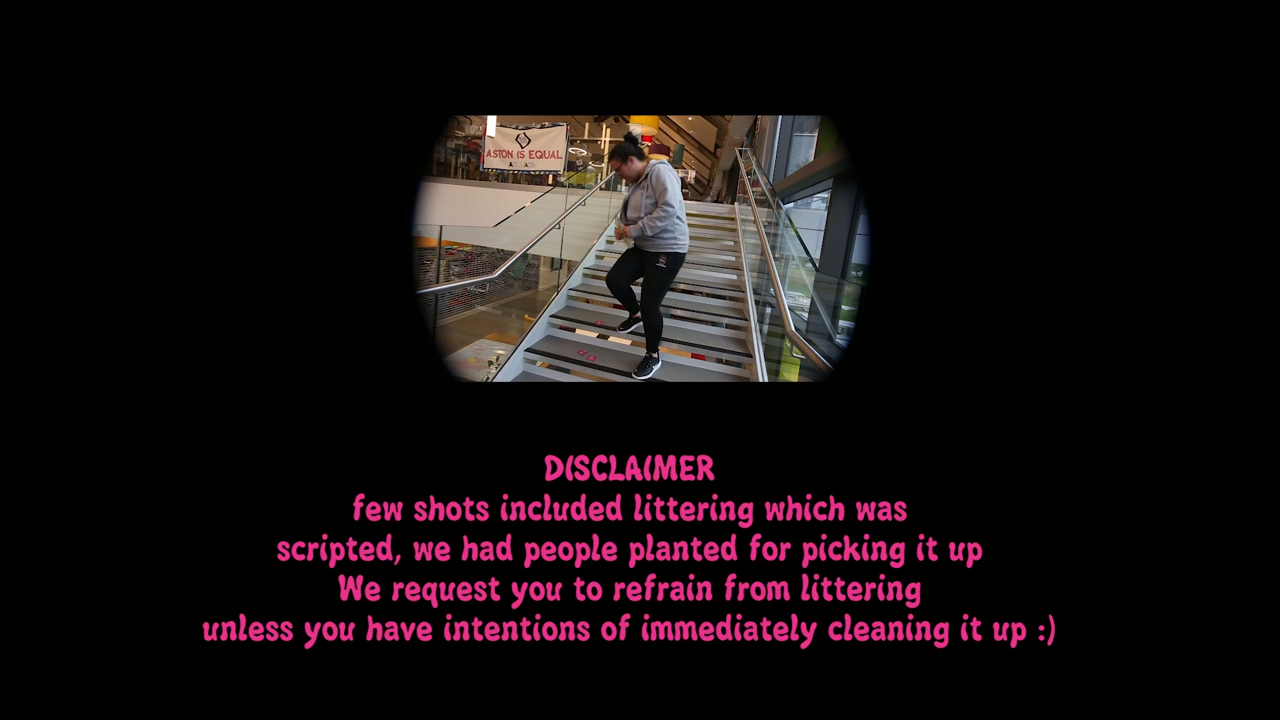 ASTON IS EQUAL
DISCLAIMER
few shots included littering which was
scripted, we had people planted for picking it up
We request you to refrain from littering
unless you have intentions of immediately cleaning it up :)